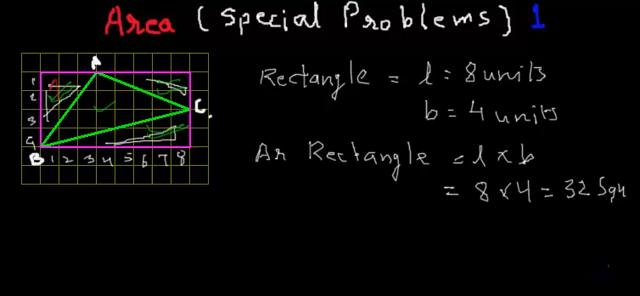 Area (Special Problems) 1
A
1
2
3
4
C.
B 1 2 3 4 5 6 7 8
Rectangle = l = 8 units
b = 4 units
Ar Rectangle = l × b
= 8 × 4 = 32 Squ